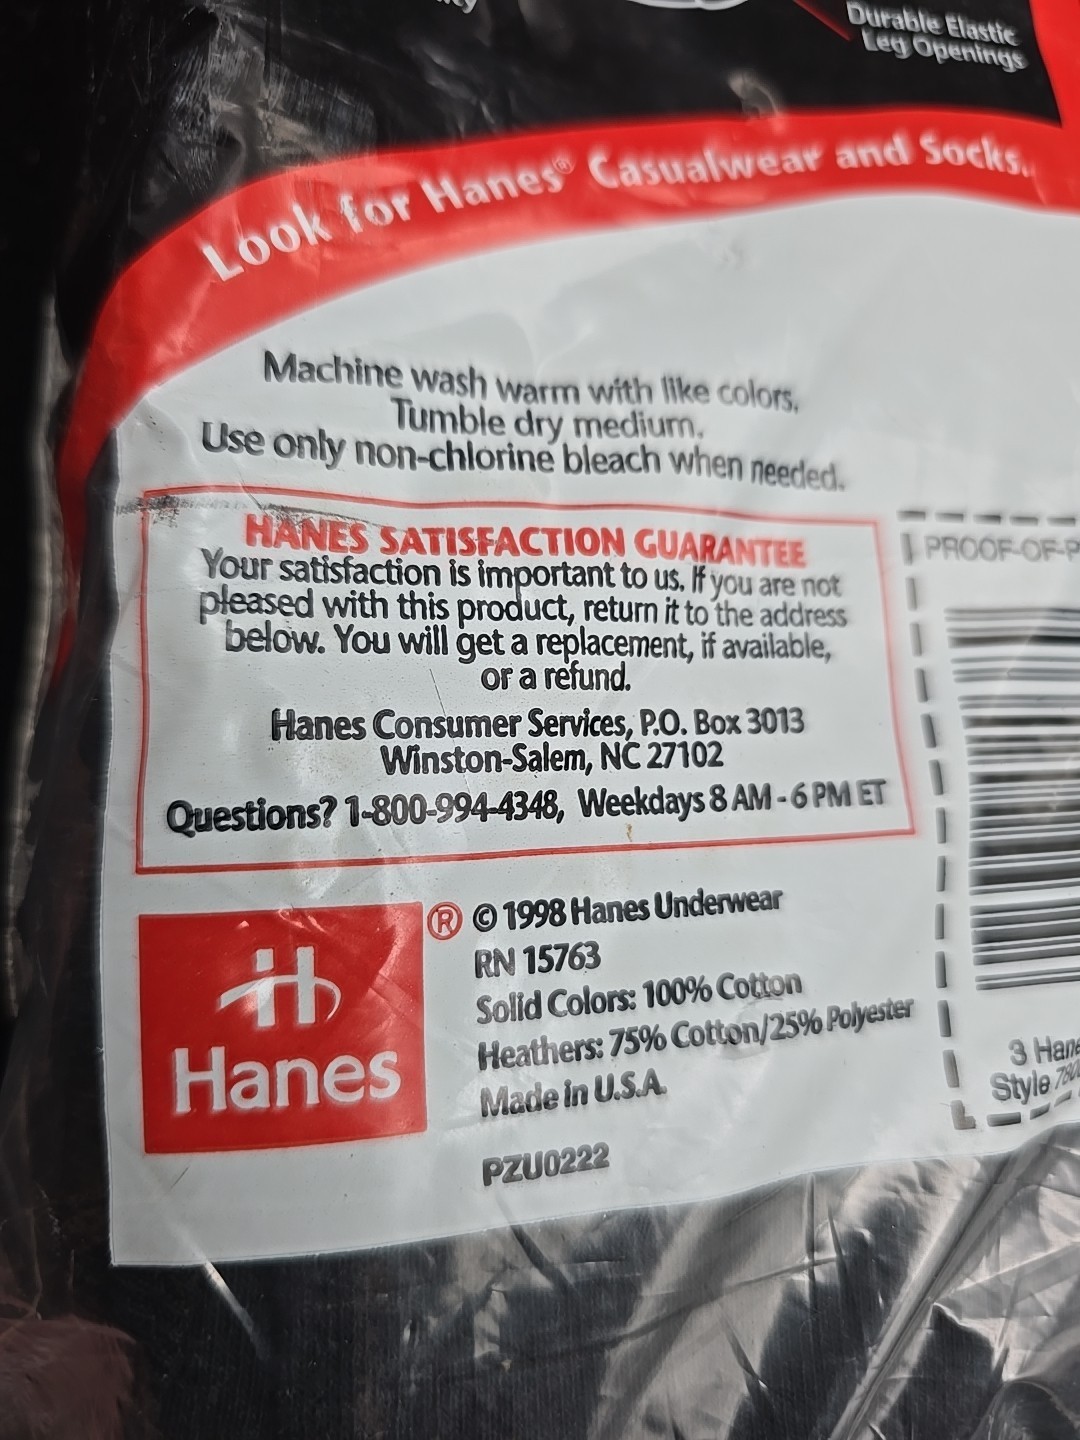 Durable Elastic
Leg Openings
Look for Hanes® Casualwear and Socks.
Machine wash warm with like colors.
Tumble dry medium.
Use only non-chlorine bleach when needed.
HANES SATISFACTION GUARANTEE
Your satisfaction is important to us. If you are not
pleased with this product, return it to the address
below. You will get a replacement, if available,
or a refund.
Hanes Consumer Services, P.O. Box 3013
Winston-Salem, NC 27102
Questions? 1-800-994-4348, Weekdays 8 AM - 6 PM ET
PROOF-OF-P
Hanes
® © 1998 Hanes Underwear
RN 15763
Solid Colors: 100% Cotton
Heathers: 75% Cotton/25% Polyester
Made in U.S.A.
PZU0222
3 Hane
Style